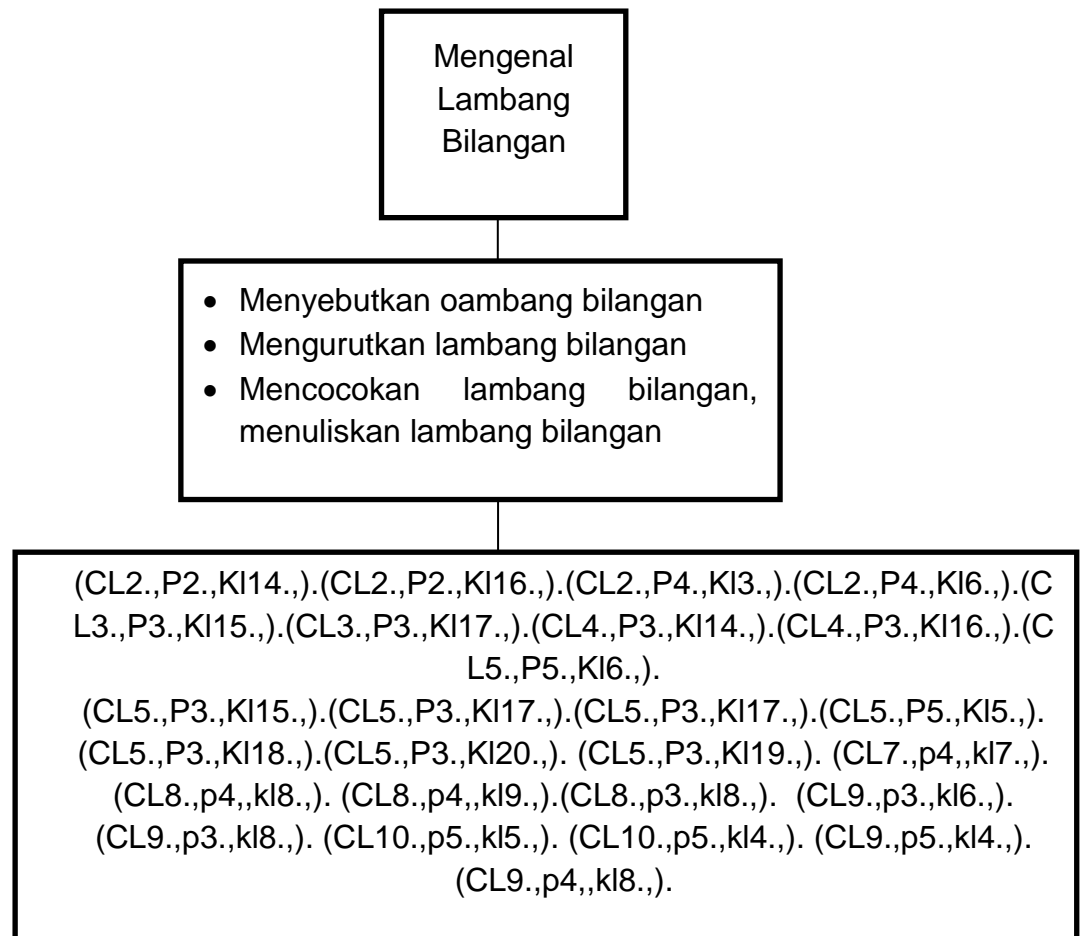 Mengenal
Lambang
Bilangan
• Menyebutkan oambang bilangan
• Mengurutkan lambang bilangan
• Mencocokan lambang bilangan,
menuliskan lambang bilangan
(CL2.,P2.,Kl14.,).(CL2.,P2.,Kl16.,).(CL2.,P4.,Kl3.,).(CL2.,P4.,Kl6.,).(C
L3.,P3.,Kl15.,).(CL3.,P3.,Kl17.,).(CL4.,P3.,Kl14.,).(CL4.,P3.,Kl16.,).(C
L5.,P5.,Kl6.,).
(CL5.,P3.,Kl15.,).(CL5.,P3.,Kl17.,).(CL5.,P3.,Kl17.,).(CL5.,P5.,Kl5.,).
(CL5.,P3.,Kl18.,).(CL5.,P3.,Kl20.,). (CL5.,P3.,Kl19.,). (CL7.,p4,,kl7.,).
(CL8.,p4,,kl8.,). (CL8.,p4,,kl9.,).(CL8.,p3.,kl8.,). (CL9.,p3.,kl6.,).
(CL9.,p3.,kl8.,). (CL10.,p5.,kl5.,). (CL10.,p5.,kl4.,). (CL9.,p5.,kl4.,).
(CL9.,p4,,kl8.,).